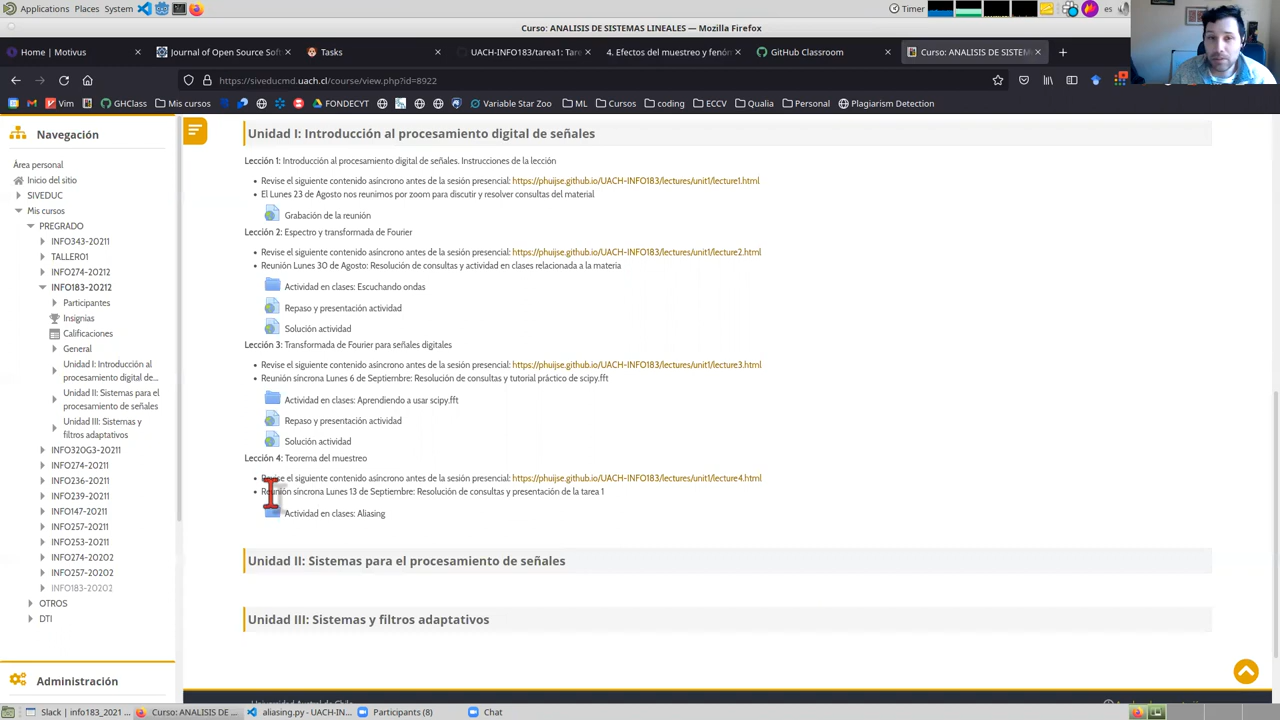 Applications Places System
Timer
es
Curso: ANALISIS DE SISTEMAS LINEALES — Mozilla Firefox
Home | Motivus
Journal of Open Source Soft
Tasks
UACH-INFO183/tarea1: Tare
4. Efectos del muestreo y fenóm
GitHub Classroom
Curso: ANALISIS DE SISTEM
https://siveducmd.uach.cl/course/view.php?id=8922
Vim
GHClass
Mis cursos
FONDECYT
Variable Star Zoo
ML
Cursos
coding
ECCV
Qualia
Personal
Plagiarism Detection
Navegación
Área personal
Inicio del sitio
SIVEDUC
Mis cursos
PREGRADO
INFO343-20211
TALLER01
INFO274-20212
INFO183-20212
Participantes
Insignias
Calificaciones
General
Unidad I: Introducción al
procesamiento digital de...
Unidad II: Sistemas para el
procesamiento de señales
Unidad III: Sistemas y
filtros adaptativos
INFO320G3-20211
INFO274-20211
INFO236-20211
INFO239-20211
INFO147-20211
INFO257-20211
INFO253-20211
INFO274-20202
INFO257-20202
INFO183-20202
OTROS
DTI
Administración
Unidad I: Introducción al procesamiento digital de señales
Lección 1: Introducción al procesamiento digital de señales. Instrucciones de la lección
• Revise el siguiente contenido asíncrono antes de la sesión presencial: https://phuijse.github.io/UACH-INFO183/lectures/unit1/lecture1.html
• El Lunes 23 de Agosto nos reunimos por zoom para discutir y resolver consultas del material
Grabación de la reunión
Lección 2: Espectro y transformada de Fourier
• Revise el siguiente contenido asíncrono antes de la sesión presencial: https://phuijse.github.io/UACH-INFO183/lectures/unit1/lecture2.html
• Reunión Lunes 30 de Agosto: Resolución de consultas y actividad en clases relacionada a la materia
Actividad en clases: Escuchando ondas
Repaso y presentación actividad
Solución actividad
Lección 3: Transformada de Fourier para señales digitales
• Revise el siguiente contenido asíncrono antes de la sesión presencial: https://phuijse.github.io/UACH-INFO183/lectures/unit1/lecture3.html
• Reunión síncrona Lunes 6 de Septiembre: Resolución de consultas y tutorial práctico de scipy.fft
Actividad en clases: Aprendiendo a usar scipy.fft
Repaso y presentación actividad
Solución actividad
Lección 4: Teorema del muestreo
• Revise el siguiente contenido asíncrono antes de la sesión presencial: https://phuijse.github.io/UACH-INFO183/lectures/unit1/lecture4.html
• Reunión síncrona Lunes 13 de Septiembre: Resolución de consultas y presentación de la tarea 1
Actividad en clases: Aliasing
Unidad II: Sistemas para el procesamiento de señales
Unidad III: Sistemas y filtros adaptativos
Slack | info183_2021 ...
Curso: ANALISIS DE S...
aliasing.py - UACH-IN...
Participants (8)
Chat